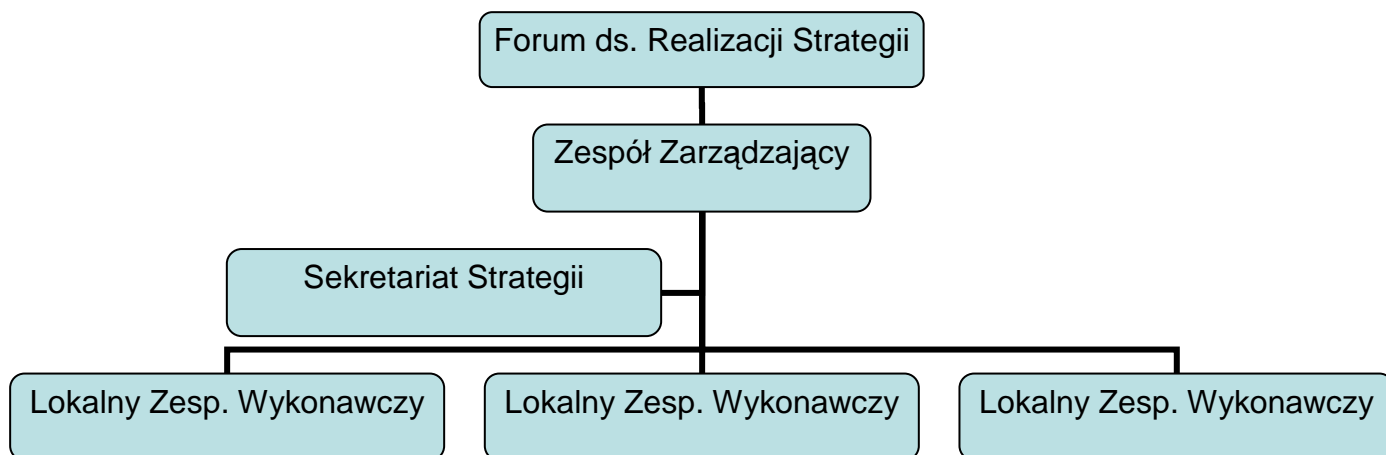 Forum ds. Realizacji Strategii
Zespół Zarządzający
Sekretariat Strategii
Lokalny Zesp. Wykonawczy
Lokalny Zesp. Wykonawczy
Lokalny Zesp. Wykonawczy